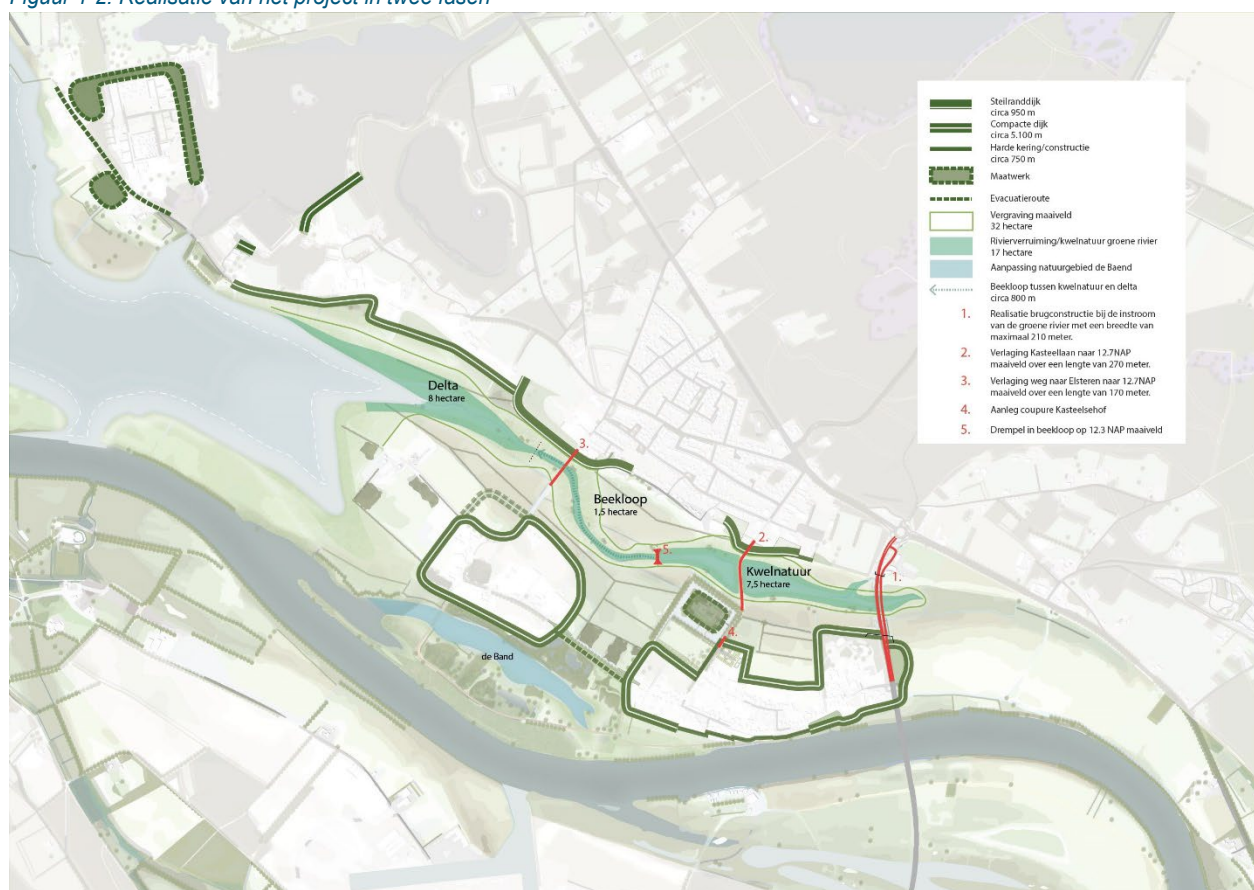 Figuur 1-2: Realisatie van het project in twee fasen
Steilranddijk
circa 950 m
Compacte dijk
circa 5.100 m
Harde kering/constructie
circa 750 m
Maatwerk
Evacuatieroute
Vergraving maaiveld
32 hectare
Rivierverruiming/kwelnatuur groene rivier
17 hectare
Aanpassing natuurgebied de Baend
Beekloop tussen kwelnatuur en delta
circa 800 m
1. Realisatie brugconstructie bij de instroom
van de groene rivier met een breedte van
maximaal 210 meter.
2. Verlaging Kasteellaan naar 12.7NAP
maaiveld over een lengte van 270 meter.
3. Verlaging weg naar Elsteren naar 12.7NAP
maaiveld over een lengte van 170 meter.
4. Aanleg coupure Kasteelsehof
5. Drempel in beekloop op 12.3 NAP maaiveld
Delta
8 hectare
3.
Beekloop
1,5 hectare
2.
5.
Kwelnatuur
7,5 hectare
1.
4.
de Band